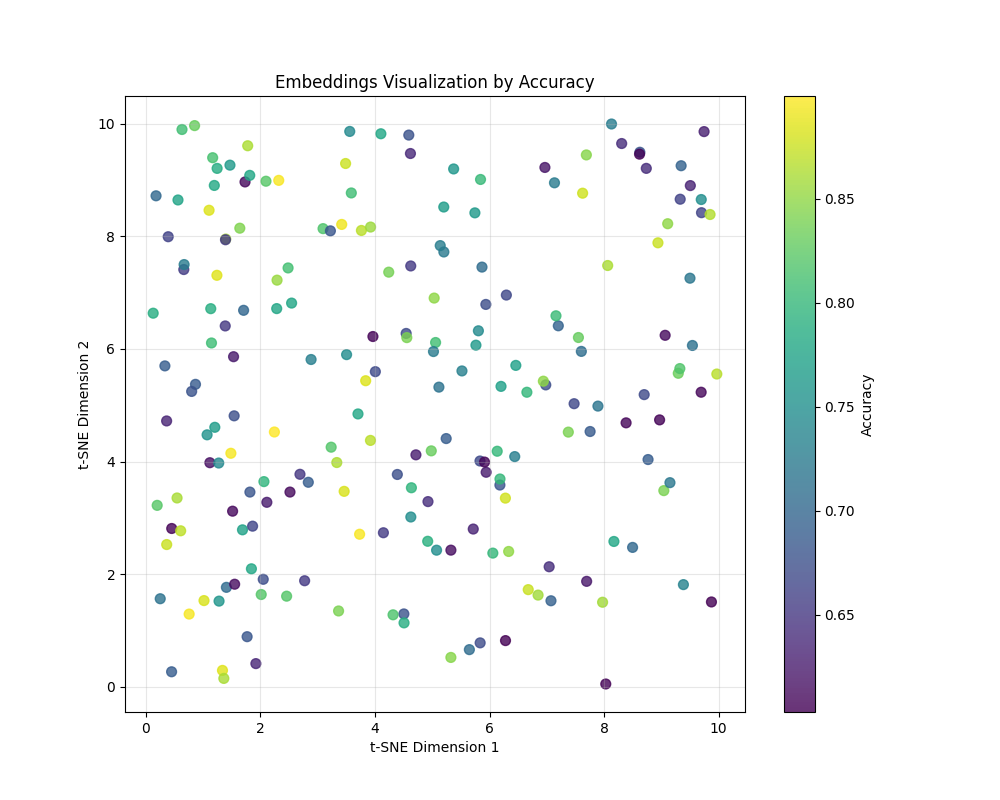 Embeddings Visualization by Accuracy
10
8
6
4
2
0
t-SNE Dimension 2
0 2 4 6 8 10
t-SNE Dimension 1
0.85
0.80
0.75
0.70
0.65
Accuracy